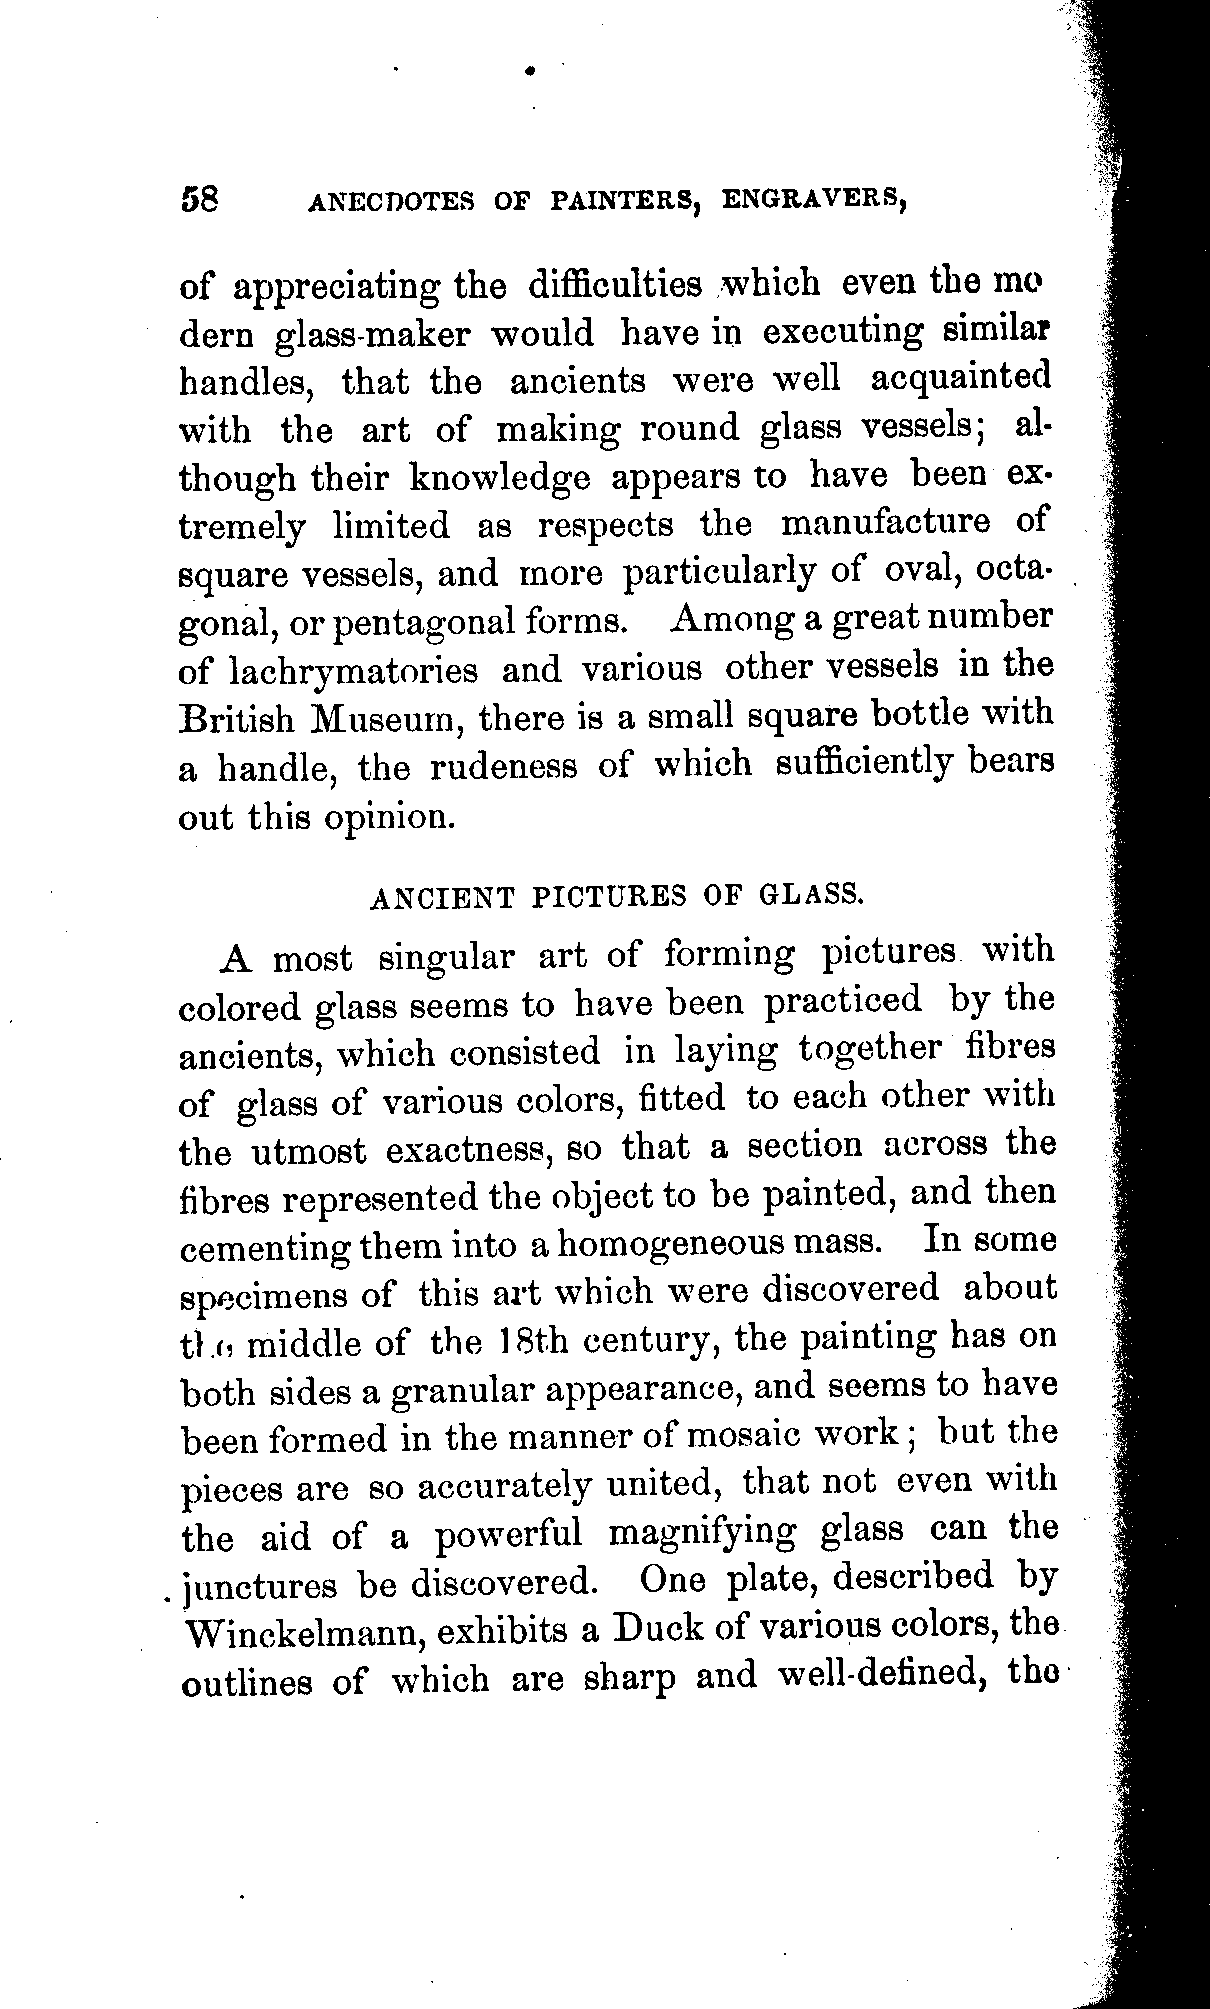 58 ANECDOTES OF PAINTERS, ENGRAVERS,
of appreciating the difficulties which even the mo
dern glass-maker would have in executing similar
handles, that the ancients were well acquainted
with the art of making round glass vessels; al-
though their knowledge appears to have been ex-
tremely limited as respects the manufacture of
square vessels, and more particularly of oval, octa-
gonal, or pentagonal forms. Among a great number
of lachrymatories and various other vessels in the
British Museum, there is a small square bottle with
a handle, the rudeness of which sufficiently bears
out this opinion.
ANCIENT PICTURES OF GLASS.
A most singular art of forming pictures with
colored glass seems to have been practiced by the
ancients, which consisted in laying together fibres
of glass of various colors, fitted to each other with
the utmost exactness, so that a section across the
fibres represented the object to be painted, and then
cementing them into a homogeneous mass. In some
specimens of this art which were discovered about
the middle of the 18th century, the painting has on
both sides a granular appearance, and seems to have
been formed in the manner of mosaic work; but the
pieces are so accurately united, that not even with
the aid of a powerful magnifying glass can the
junctures be discovered. One plate, described by
Winckelmann, exhibits a Duck of various colors, the
outlines of which are sharp and well-defined, the